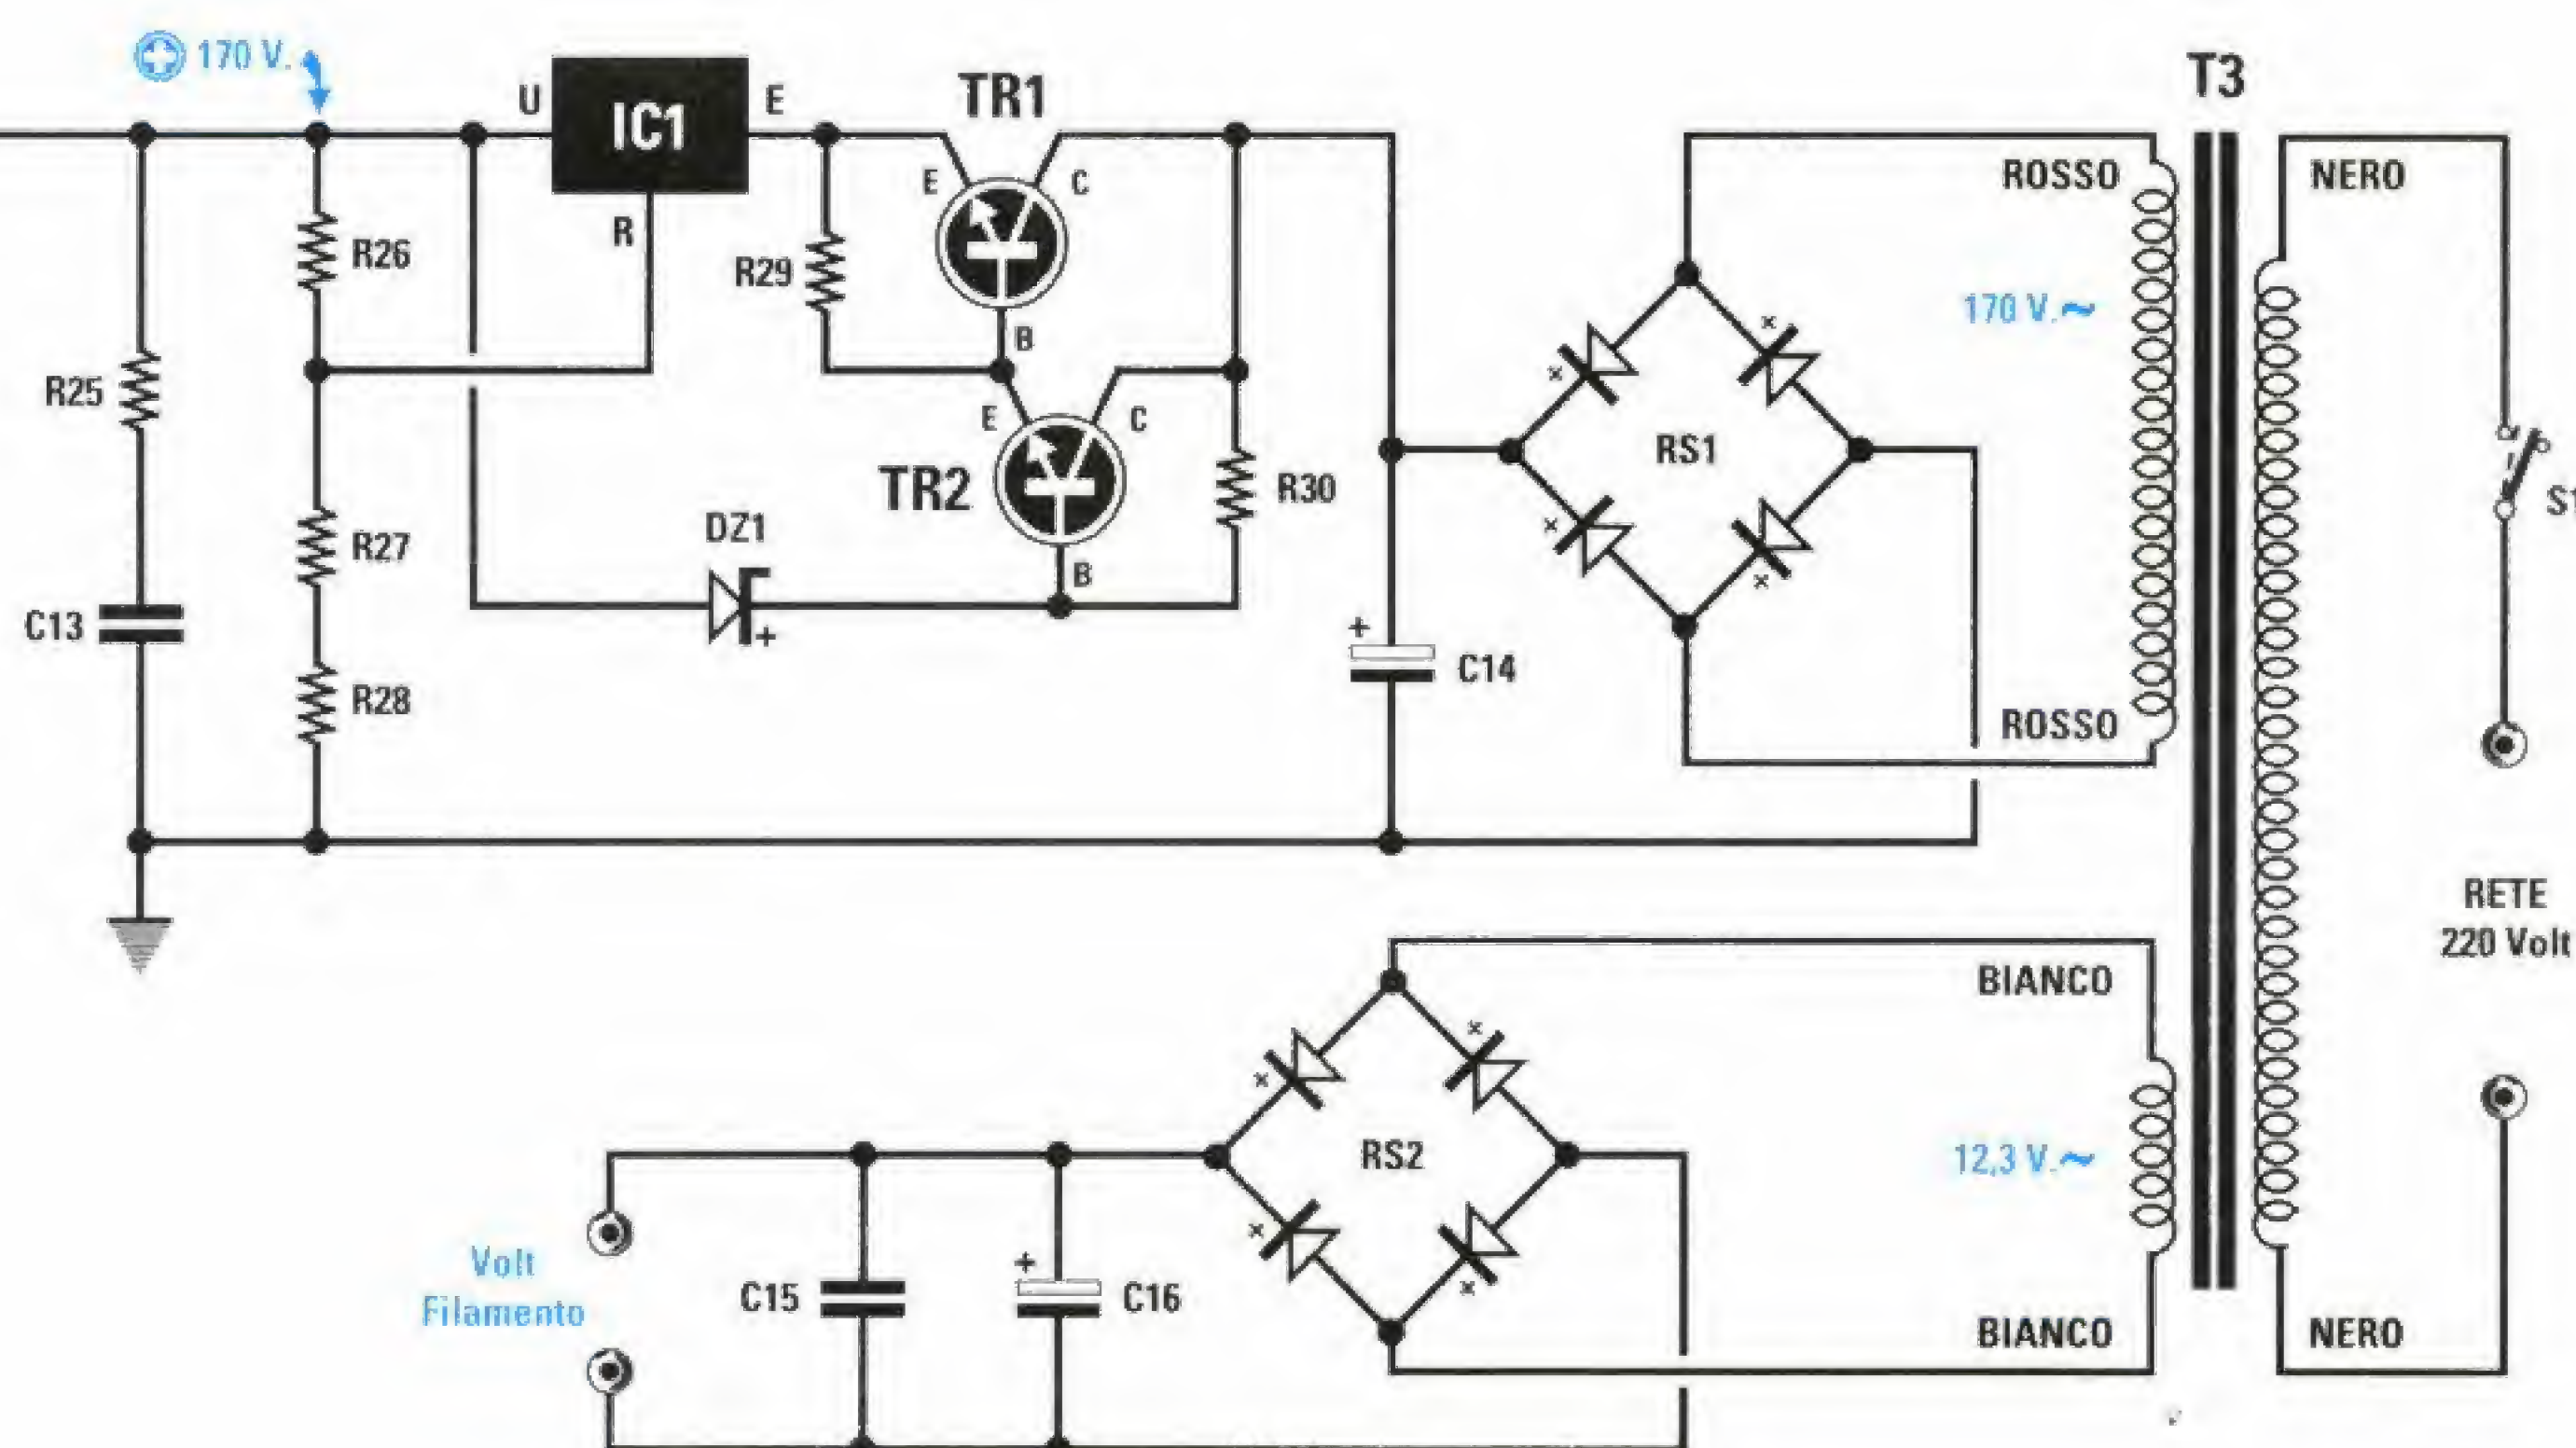 170 V.
T3
TR1
U
IC1
E
E
C
ROSSO
NERO
R
R26
R29
170 V.~
B
R25
E
C
RS1
TR2
R30
S1
DZ1
R27
B
C13
+
+
C14
R28
ROSSO
RETE
220 Volt
BIANCO
RS2
12,3 V.~
Volt
Filamento
+
C15
C16
BIANCO
NERO